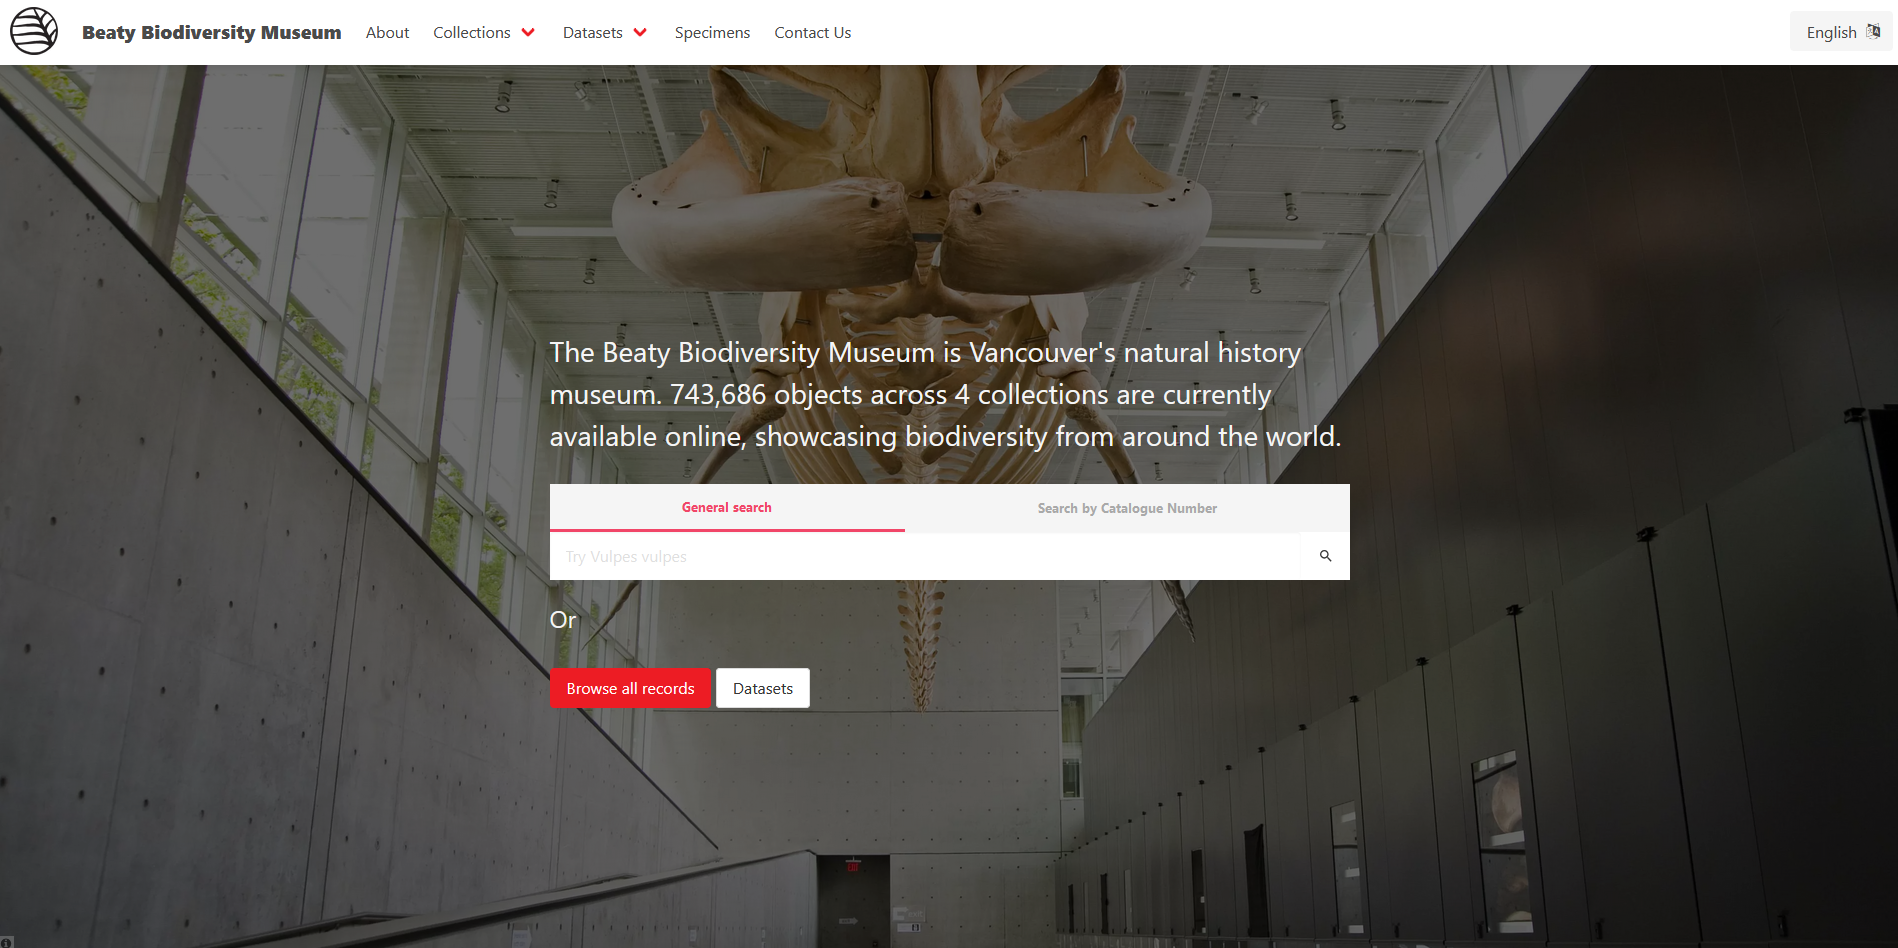 Beaty Biodiversity Museum
About
Collections
Datasets
Specimens
Contact Us
English
The Beaty Biodiversity Museum is Vancouver's natural history
museum. 743,686 objects across 4 collections are currently
available online, showcasing biodiversity from around the world.
General search
Search by Catalogue Number
Try Vulpes vulpes
Or
Browse all records
Datasets
EXIT